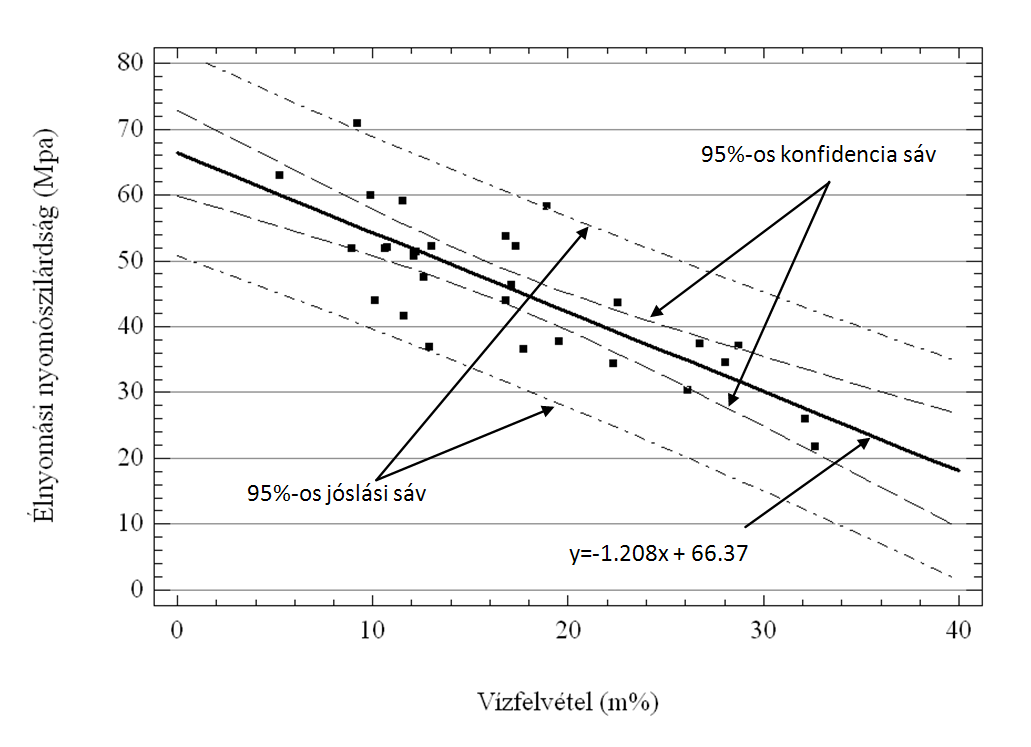 80
70
60
50
40
30
20
10
0
Élnyomási nyomószilárdság (Mpa)
95%-os konfidencia sáv
95%-os jóslási sáv
y=-1.208x + 66.37
0 10 20 30 40
Vízfelvétel (m%)